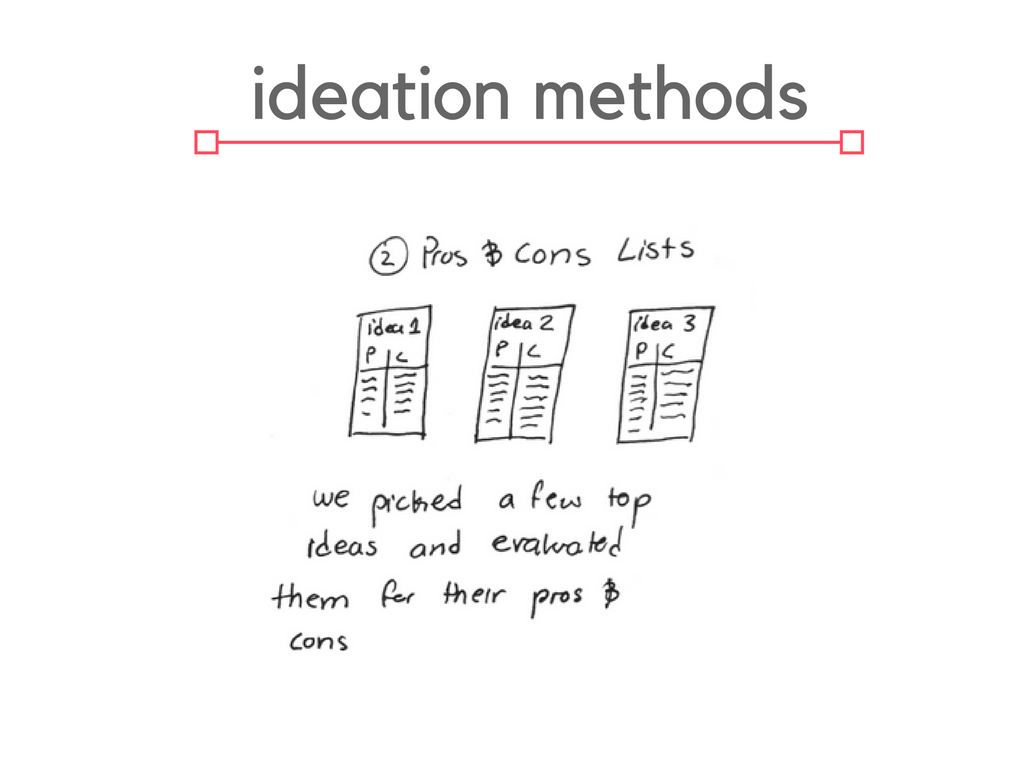 ideation methods
② Pros & Cons Lists
idea 1
P C
idea 2
P C
idea 3
P C
we picked a few top
ideas and evaluated
them for their pros &
cons